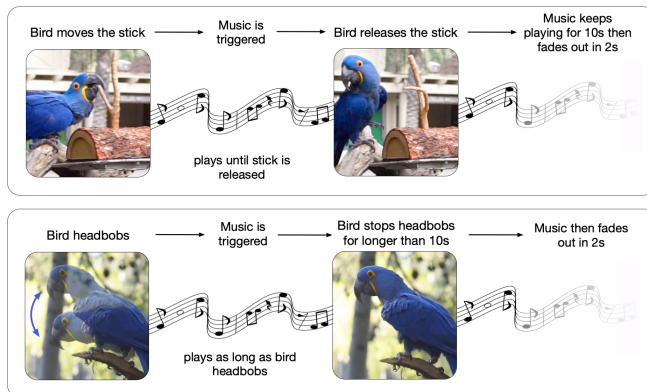 Bird moves the stick
Music is
triggered
Bird releases the stick
Music keeps
playing for 10s then
fades out in 2s
plays until stick is
released
Bird headbobs
Music is
triggered
Bird stops headbobs
for longer than 10s
Music then fades
out in 2s
plays as long as bird
headbobs